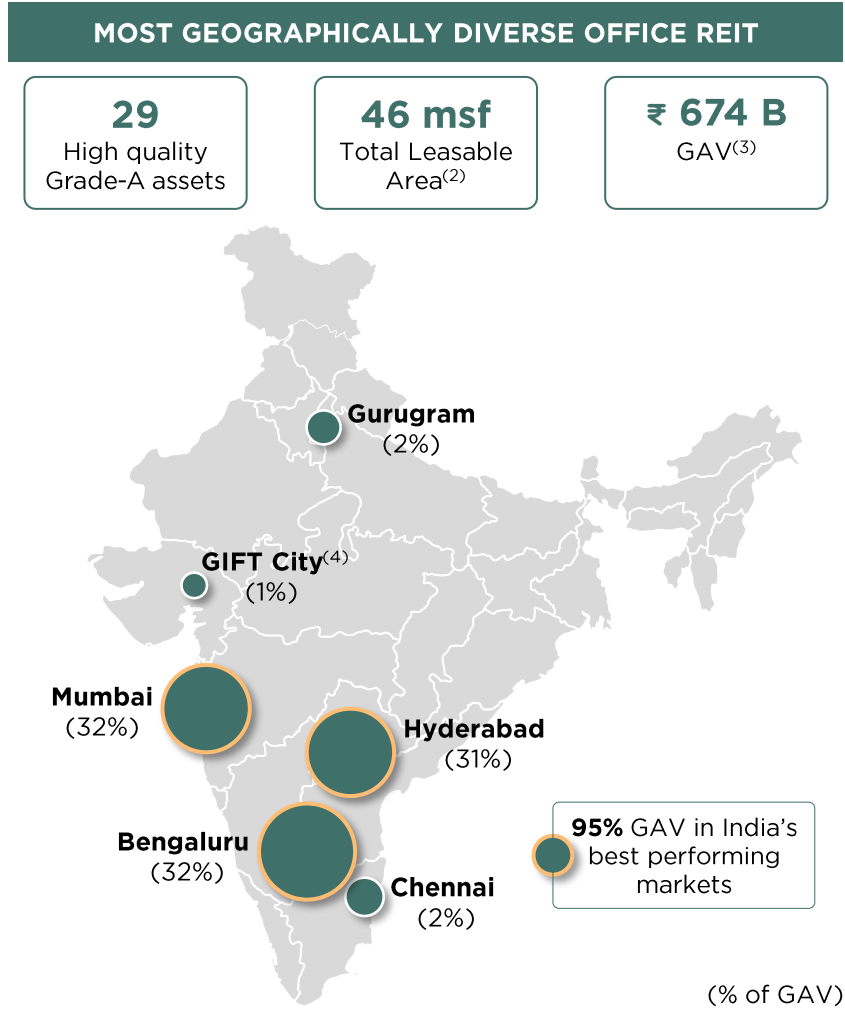 MOST GEOGRAPHICALLY DIVERSE OFFICE REIT
29
High quality
Grade-A assets
46 msf
Total Leasable
Area(2)
₹ 674 B
GAV(3)
Gurugram
(2%)
GIFT City(4)
(1%)
Mumbai
(32%)
Hyderabad
(31%)
Bengaluru
(32%)
Chennai
(2%)
95% GAV in India's
best performing
markets
(% of GAV)